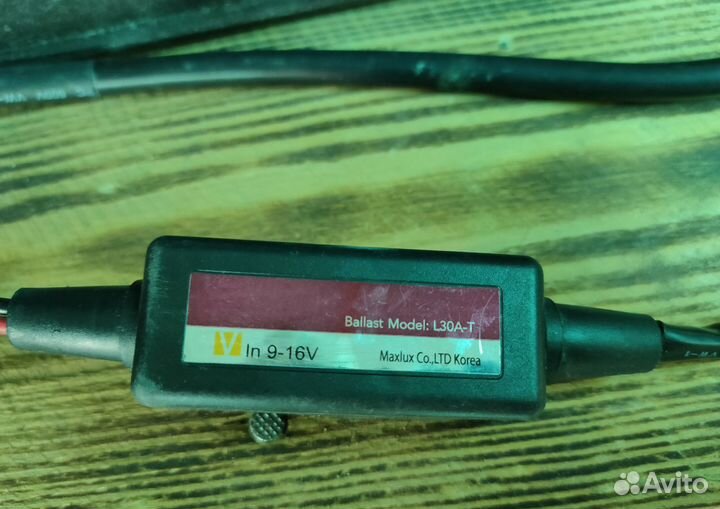 Ballast Model: L30A-T
V In 9-16V
Maxlux Co.,LTD Korea
Avito